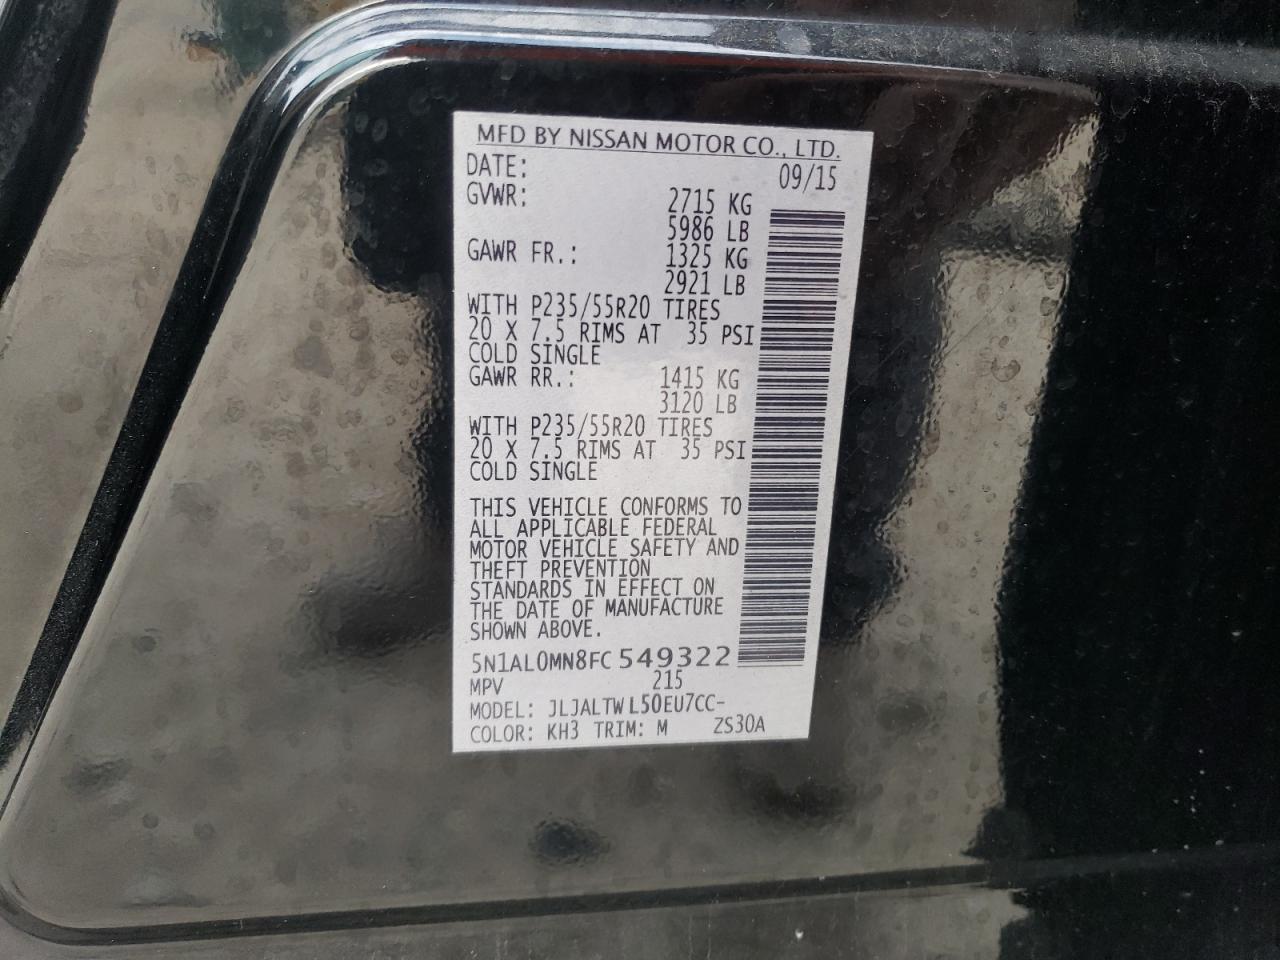 MFD BY NISSAN MOTOR CO., LTD.
DATE: 09/15
GVWR: 2715 KG
5986 LB
GAWR FR.: 1325 KG
2921 LB
WITH P235/55R20 TIRES
20 X 7.5 RIMS AT 35 PSI
COLD SINGLE
GAWR RR.: 1415 KG
3120 LB
WITH P235/55R20 TIRES
20 X 7.5 RIMS AT 35 PSI
COLD SINGLE
THIS VEHICLE CONFORMS TO
ALL APPLICABLE FEDERAL
MOTOR VEHICLE SAFETY AND
THEFT PREVENTION
STANDARDS IN EFFECT ON
THE DATE OF MANUFACTURE
SHOWN ABOVE.
5N1AL0MN8FC549322
MPV 215
MODEL: JLJALTWL50EU7CC-
COLOR: KH3 TRIM: M ZS30A